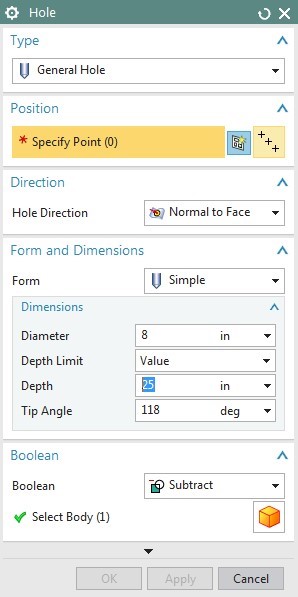 Hole
Type
General Hole
Position
* Specify Point (0)
Direction
Hole Direction Normal to Face
Form and Dimensions
Form Simple
Dimensions
Diameter 8 in
Depth Limit Value
Depth 25 in
Tip Angle 118 deg
Boolean
Boolean Subtract
Select Body (1)
OK Apply Cancel